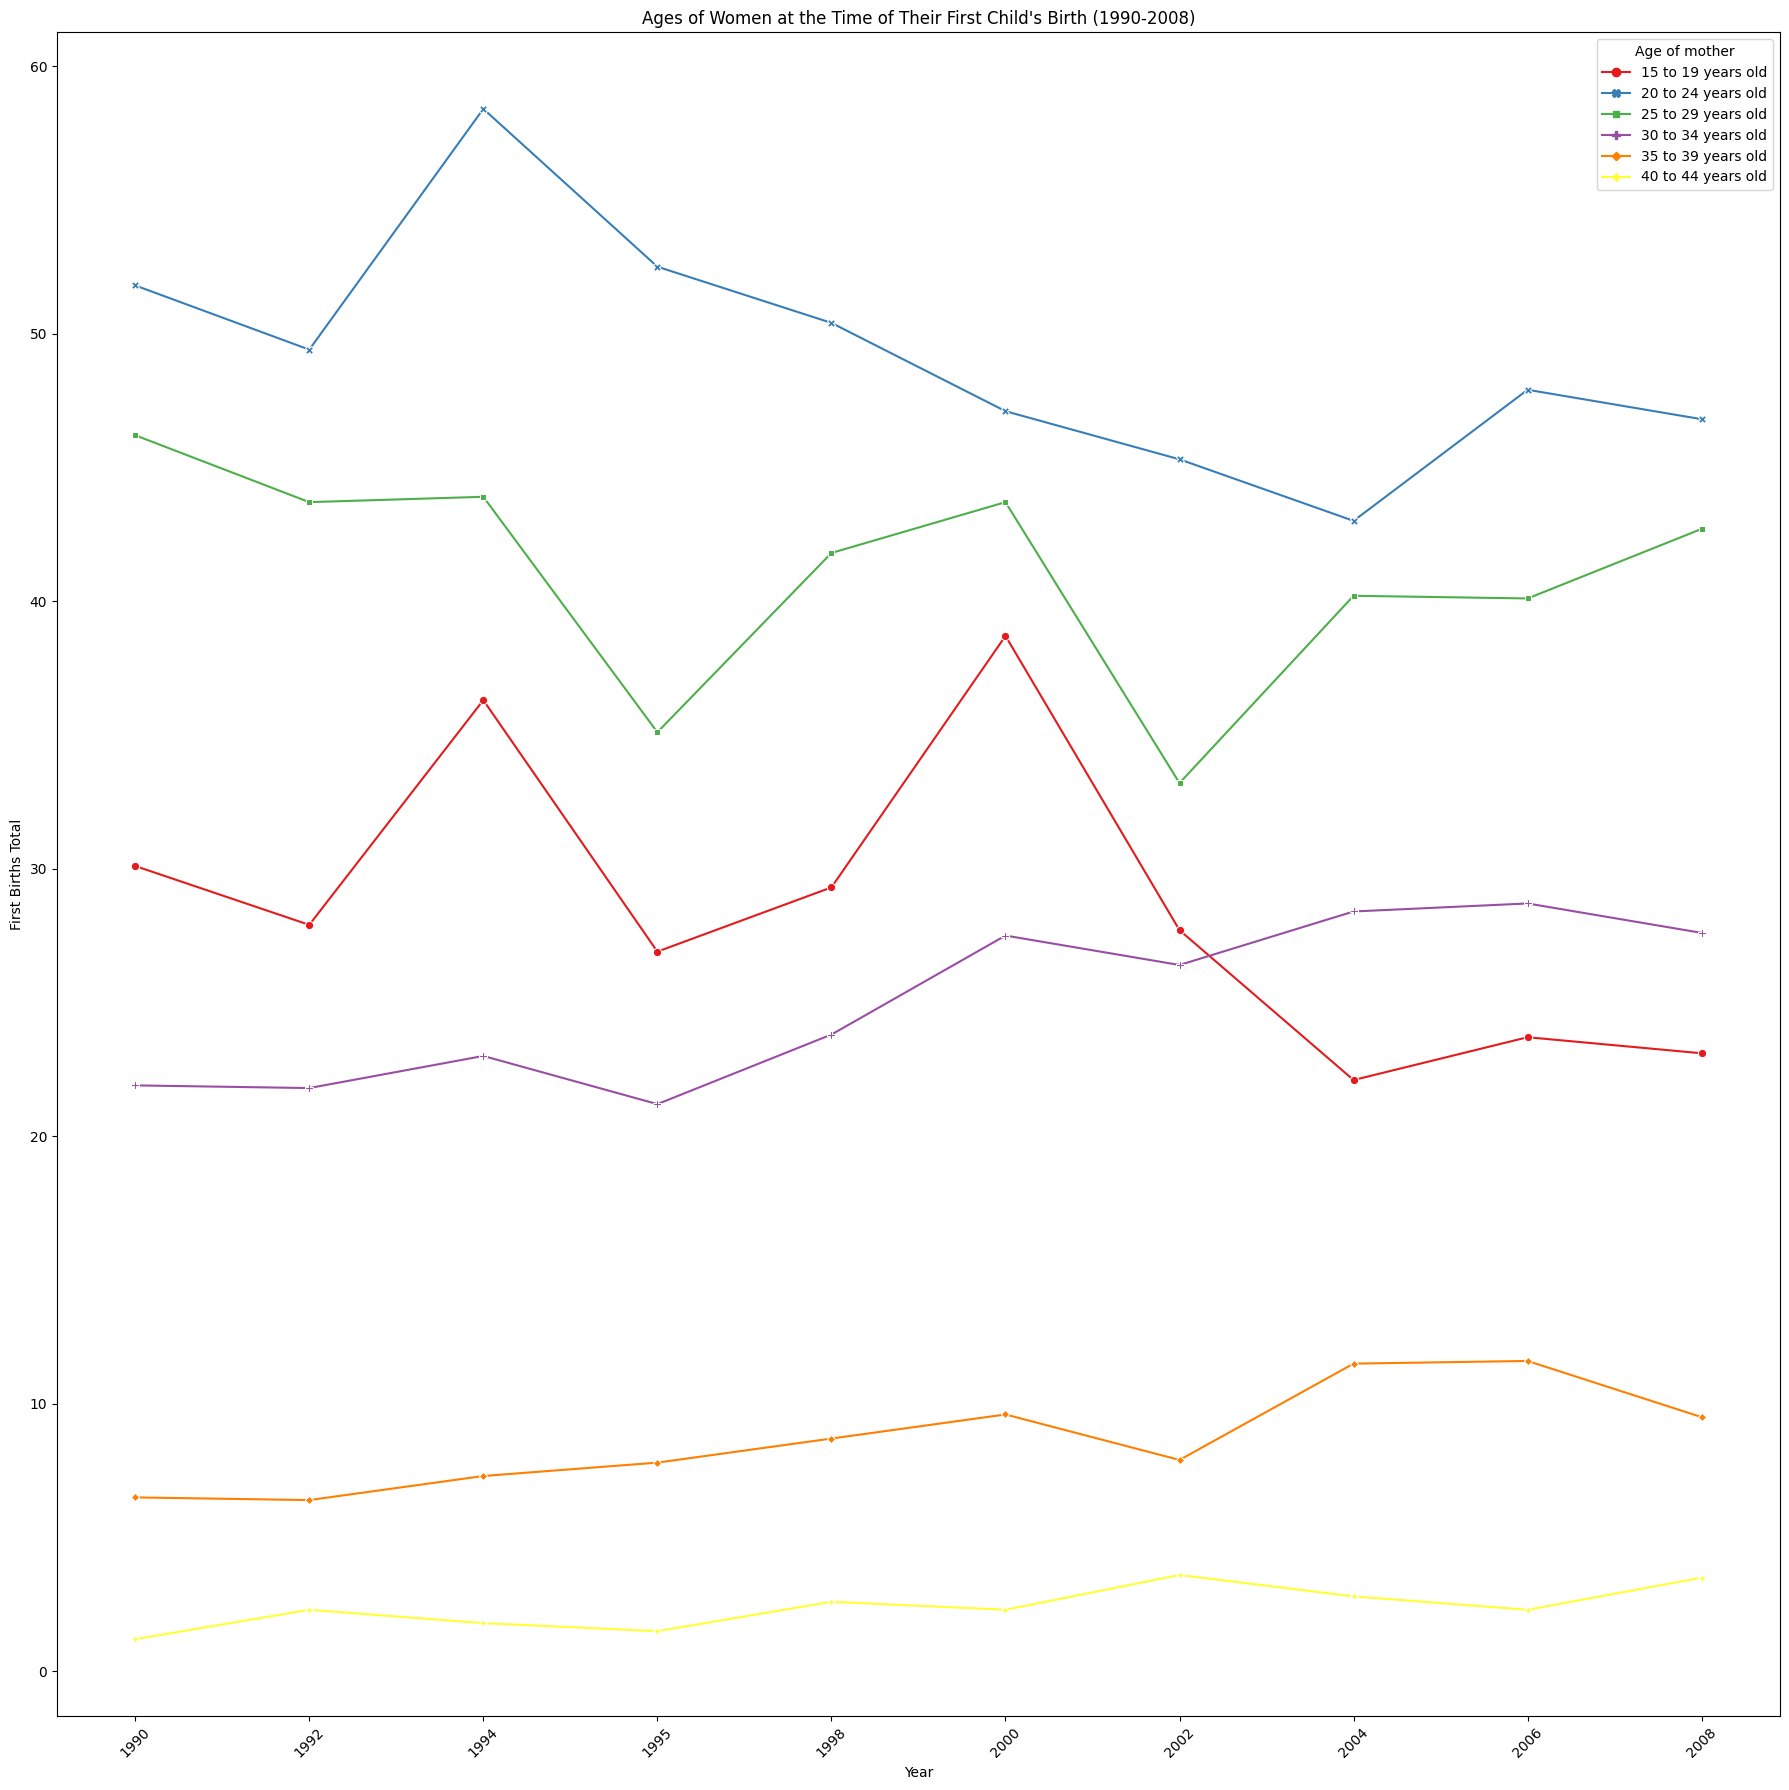 Ages of Women at the Time of Their First Child's Birth (1990-2008)
Age of mother
15 to 19 years old
20 to 24 years old
25 to 29 years old
30 to 34 years old
35 to 39 years old
40 to 44 years old
60
50
40
30
20
10
0
First Births Total
1990
1992
1994
1995
1998
2000
2002
2004
2006
2008
Year